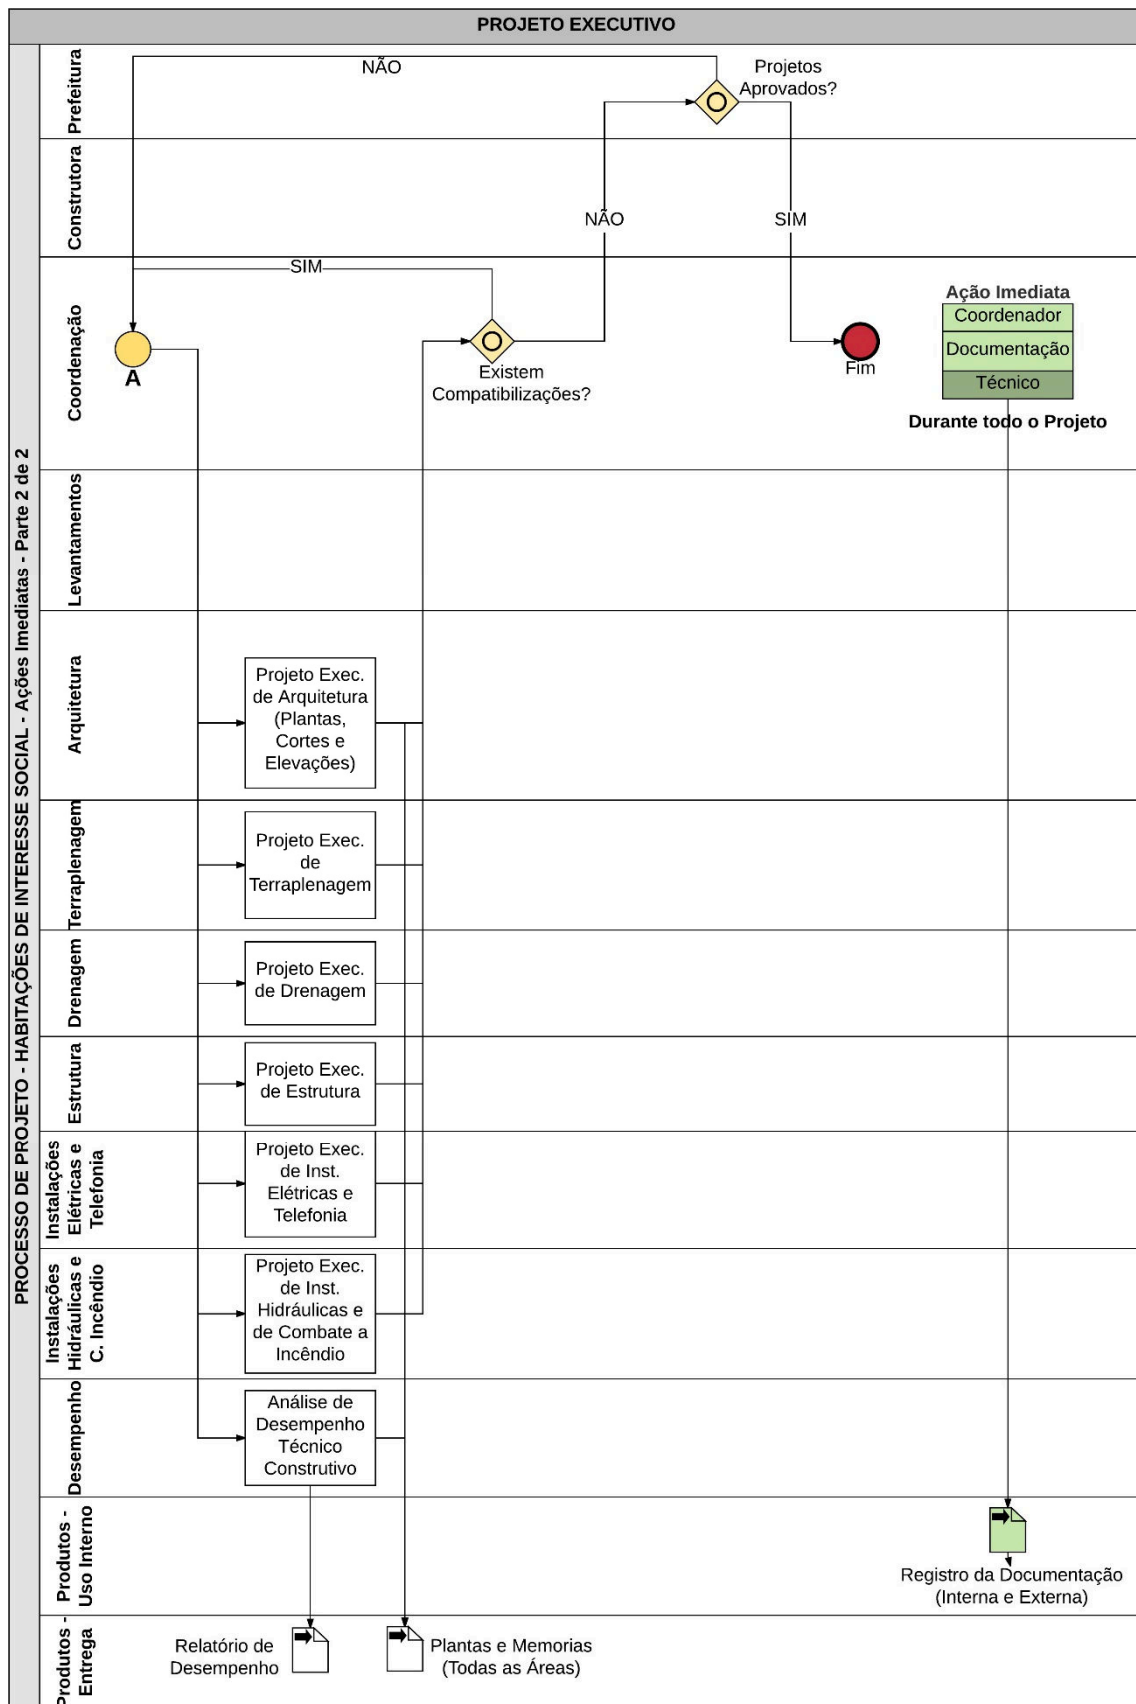 PROJETO EXECUTIVO
PROCESSO DE PROJETO - HABITAÇÕES DE INTERESSE SOCIAL - Ações Imediatas - Parte 2 de 2
Prefeitura
NÃO
Projetos
Aprovados?
Construtora
NÃO
SIM
Coordenação
SIM
A
Existem
Compatibilizações?
Fim
Ação Imediata
Coordenador
Documentação
Técnico
Durante todo o Projeto
Levantamentos
Arquitetura
Projeto Exec.
de Arquitetura
(Plantas,
Cortes e
Elevações)
Terraplenagem
Projeto Exec.
de
Terraplenagem
Drenagem
Projeto Exec.
de Drenagem
Estrutura
Projeto Exec.
de Estrutura
Instalações
Elétricas e
Telefonia
Projeto Exec.
de Inst.
Elétricas e
Telefonia
Instalações
Hidráulicas e
C. Incêndio
Projeto Exec.
de Inst.
Hidráulicas e
de Combate a
Incêndio
Desempenho
Análise de
Desempenho
Técnico
Construtivo
Produtos -
Uso Interno
Registro da Documentação
(Interna e Externa)
Produtos -
Entrega
Relatório de
Desempenho
Plantas e Memorias
(Todas as Áreas)